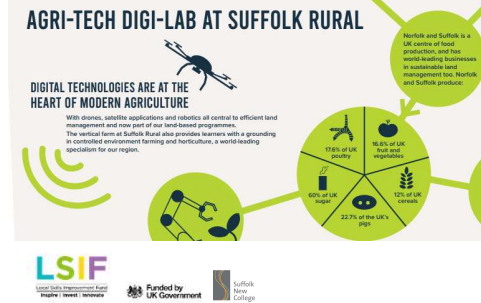 AGRI-TECH DIGI-LAB AT SUFFOLK RURAL
Norfolk and Suffolk is a
UK centre of food
production, and has
world-leading businesses
in sustainable land
management too. Norfolk
and Suffolk produce:
DIGITAL TECHNOLOGIES ARE AT THE
HEART OF MODERN AGRICULTURE
With drones, satellite applications and robotics all central to efficient land
management and now part of our land-based programmes.
The vertical farm at Suffolk Rural also provides learners with a grounding
in controlled environment farming and horticulture, a world-leading
specialism for our region.
17.6% of UK
poultry
16.6% of UK
fruit and
vegetables
60% of UK
sugar
12% of UK
cereals
22.7% of the UK's
pigs
LSIF
Local Skills Improvement Fund
Inspire | Invest | Innovate
Funded by
UK Government
Suffolk
New
College